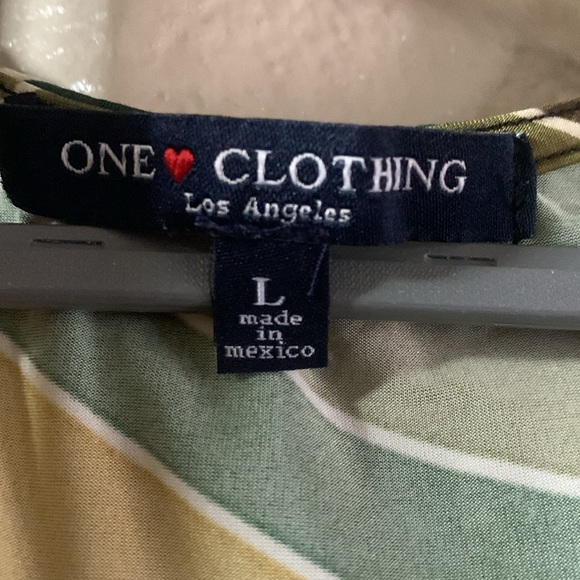 ONE♥CLOTHING
Los Angeles
L
made
in
mexico